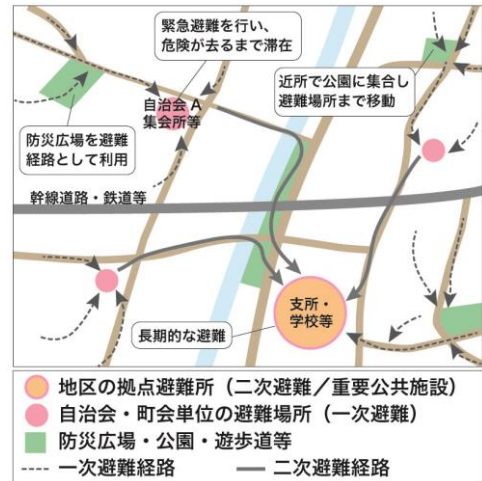 緊急避難を行い、
危険が去るまで滞在
近所で公園に集合し
避難場所まで移動
自治会 A
集会所等
防災広場を避難
経路として利用
幹線道路・鉄道等
支所・
学校等
長期的な避難
地区の拠点避難所（二次避難／重要公共施設）
自治会・町会単位の避難場所（一次避難）
防災広場・公園・遊歩道等
一次避難経路
二次避難経路